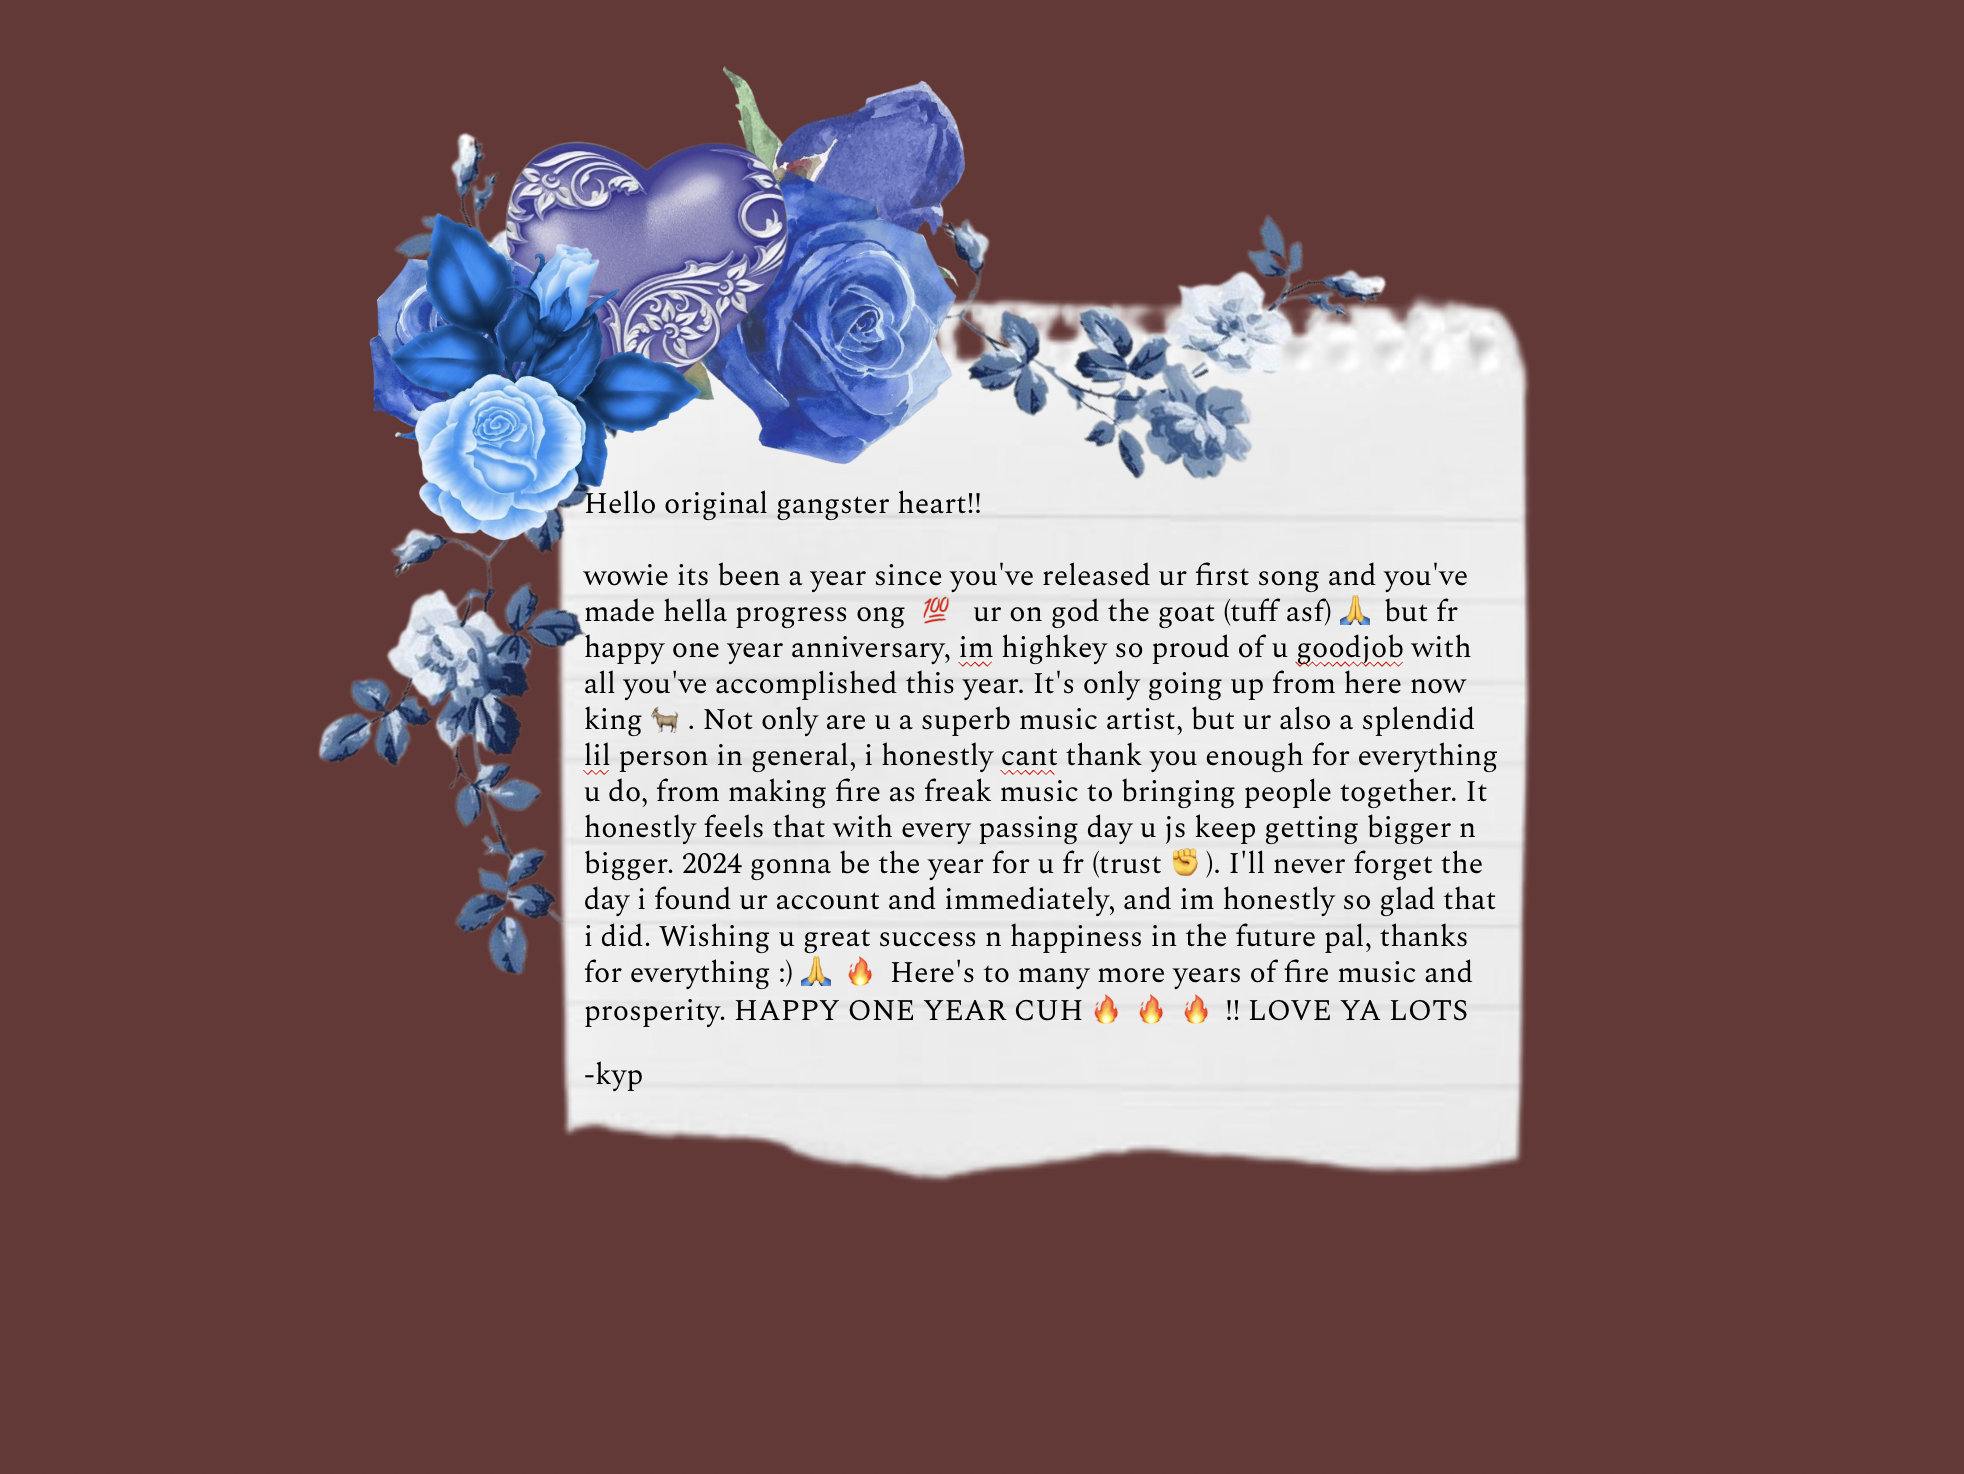 Hello original gangster heart!!
wowie its been a year since you've released ur first song and you've
made hella progress ong 💯 ur on god the goat (tuff asf) 🙏 but fr
happy one year anniversary, im highkey so proud of u goodjob with
all you've accomplished this year. It's only going up from here now
king 🐐 . Not only are u a superb music artist, but ur also a splendid
lil person in general, i honestly cant thank you enough for everything
u do, from making fire as freak music to bringing people together. It
honestly feels that with every passing day u js keep getting bigger n
bigger. 2024 gonna be the year for u fr (trust ✊ ). I'll never forget the
day i found ur account and immediately, and im honestly so glad that
i did. Wishing u great success n happiness in the future pal, thanks
for everything :) 🙏 🔥 Here's to many more years of fire music and
prosperity. HAPPY ONE YEAR CUH 🔥 🔥 🔥 !! LOVE YA LOTS
-kyp